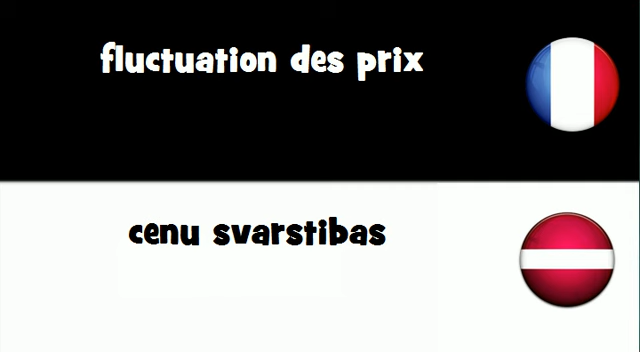 fluctuation des prix
cenu svarstibas